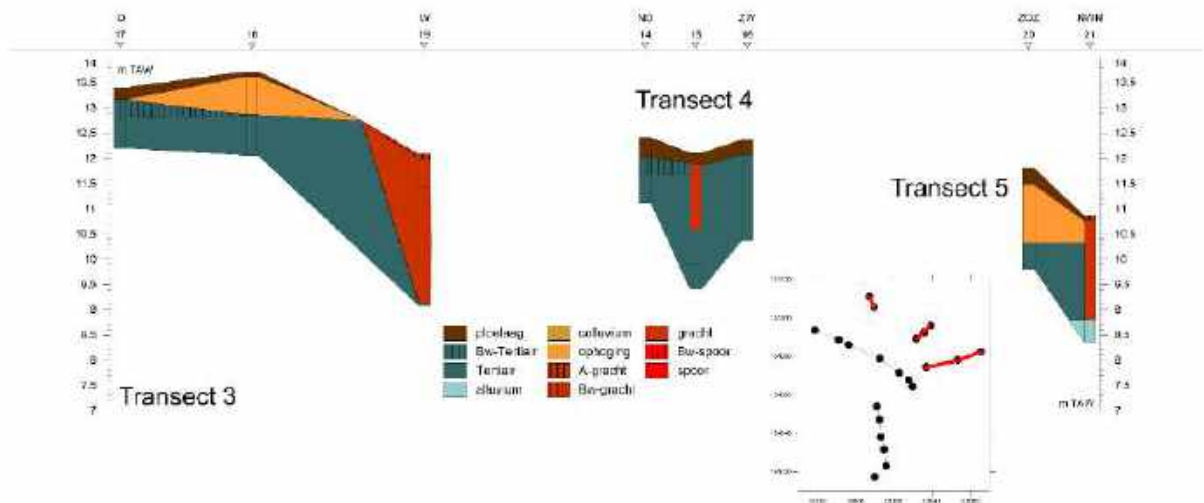 O W NO ZW ZOZ NWN
17 18 19 14 15 16 20 21
m TAW
14
13.5
13
12.5
12
11.5
11
10.5
10
9.5
9
8.5
8
7.5
7
Transect 3
Transect 4
Transect 5
14
13.5
13
12.5
12
11.5
11
10.5
10
9.5
9
8.5
8
7.5
7
m TAW
ploeglaag colluvium gracht
Bw-Tertiair ophoging Bw-spoor
Tertiair A-gracht spoor
alluvium Bw-gracht